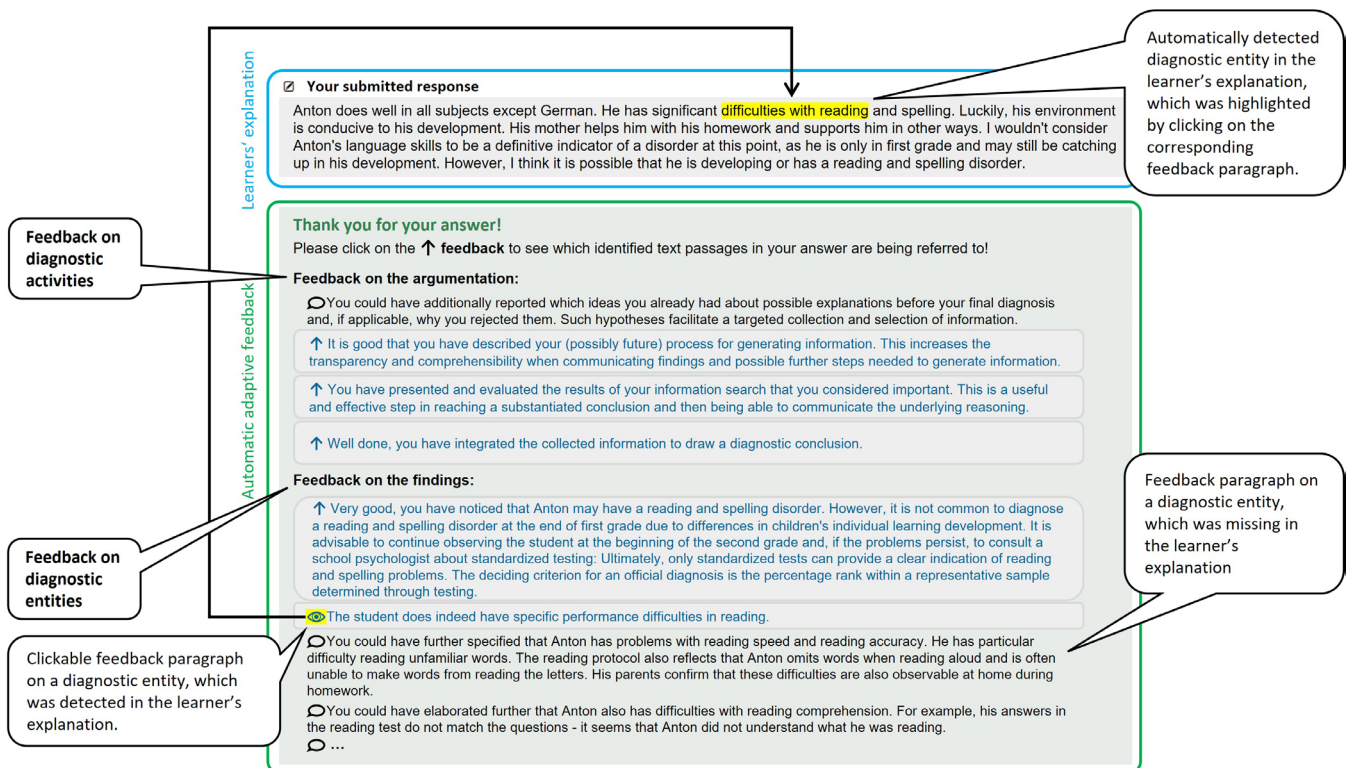 Automatically detected
diagnostic entity in the
learner's explanation,
which was highlighted
by clicking on the
corresponding
feedback paragraph.
Learners' explanation
Your submitted response
Anton does well in all subjects except German. He has significant difficulties with reading and spelling. Luckily, his environment
is conducive to his development. His mother helps him with his homework and supports him in other ways. I wouldn't consider
Anton's language skills to be a definitive indicator of a disorder at this point, as he is only in first grade and may still be catching
up in his development. However, I think it is possible that he is developing or has a reading and spelling disorder.
Feedback on
diagnostic
activities
Automatic adaptive feedback
Thank you for your answer!
Please click on the ↑ feedback to see which identified text passages in your answer are being referred to!
Feedback on the argumentation:
You could have additionally reported which ideas you already had about possible explanations before your final diagnosis
and, if applicable, why you rejected them. Such hypotheses facilitate a targeted collection and selection of information.
↑ It is good that you have described your (possibly future) process for generating information. This increases the
transparency and comprehensibility when communicating findings and possible further steps needed to generate information.
↑ You have presented and evaluated the results of your information search that you considered important. This is a useful
and effective step in reaching a substantiated conclusion and then being able to communicate the underlying reasoning.
↑ Well done, you have integrated the collected information to draw a diagnostic conclusion.
Feedback on the findings:
↑ Very good, you have noticed that Anton may have a reading and spelling disorder. However, it is not common to diagnose
a reading and spelling disorder at the end of first grade due to differences in children's individual learning development. It is
advisable to continue observing the student at the beginning of the second grade and, if the problems persist, to consult a
school psychologist about standardized testing: Ultimately, only standardized tests can provide a clear indication of reading
and spelling problems. The deciding criterion for an official diagnosis is the percentage rank within a representative sample
determined through testing.
The student does indeed have specific performance difficulties in reading.
You could have further specified that Anton has problems with reading speed and reading accuracy. He has particular
difficulty reading unfamiliar words. The reading protocol also reflects that Anton omits words when reading aloud and is often
unable to make words from reading the letters. His parents confirm that these difficulties are also observable at home during
homework.
You could have elaborated further that Anton also has difficulties with reading comprehension. For example, his answers in
the reading test do not match the questions - it seems that Anton did not understand what he was reading.
...
Feedback on
diagnostic
entities
Clickable feedback paragraph
on a diagnostic entity, which
was detected in the learner's
explanation.
Feedback paragraph on
a diagnostic entity,
which was missing in
the learner's
explanation